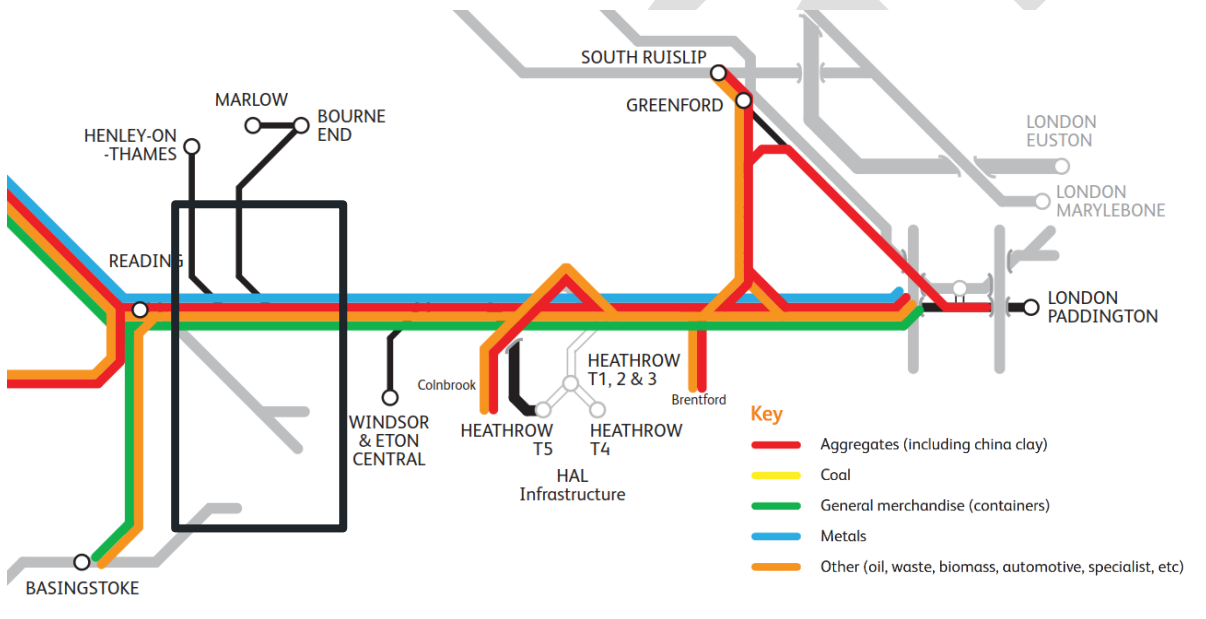 SOUTH RUISLIP
GREENFORD
MARLOW
BOURNE
END
HENLEY-ON
-THAMES
LONDON
EUSTON
LONDON
MARYLEBONE
READING
LONDON
PADDINGTON
HEATHROW
T1, 2 & 3
Colnbrook
Brentford
WINDSOR
& ETON
CENTRAL
HEATHROW
T5
HEATHROW
T4
HAL
Infrastructure
BASINGSTOKE
Key
Aggregates (including china clay)
Coal
General merchandise (containers)
Metals
Other (oil, waste, biomass, automotive, specialist, etc)